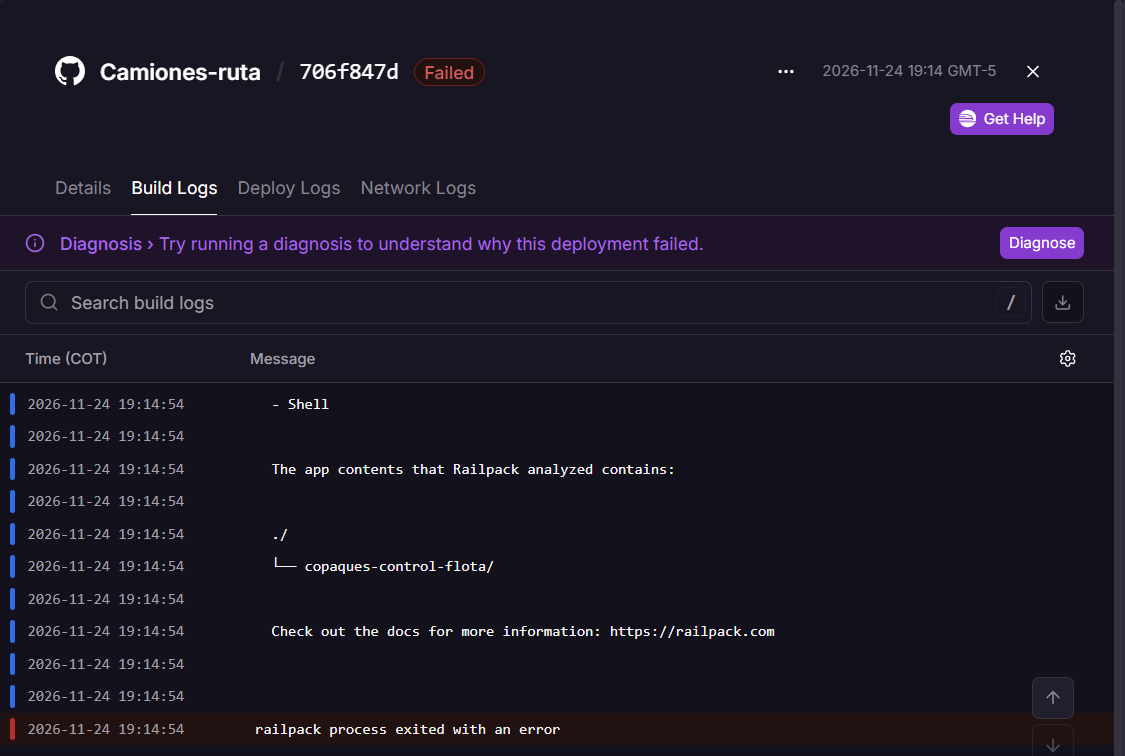 Camiones-ruta / 706f847d Failed ... 2026-11-24 19:14 GMT-5
Get Help
Details Build Logs Deploy Logs Network Logs
Diagnosis › Try running a diagnosis to understand why this deployment failed. Diagnose
Search build logs /
Time (COT) Message
2026-11-24 19:14:54 - Shell
2026-11-24 19:14:54
2026-11-24 19:14:54 The app contents that Railpack analyzed contains:
2026-11-24 19:14:54
2026-11-24 19:14:54 ./
2026-11-24 19:14:54 └── copaques-control-flota/
2026-11-24 19:14:54
2026-11-24 19:14:54 Check out the docs for more information: https://railpack.com
2026-11-24 19:14:54
2026-11-24 19:14:54
2026-11-24 19:14:54 railpack process exited with an error